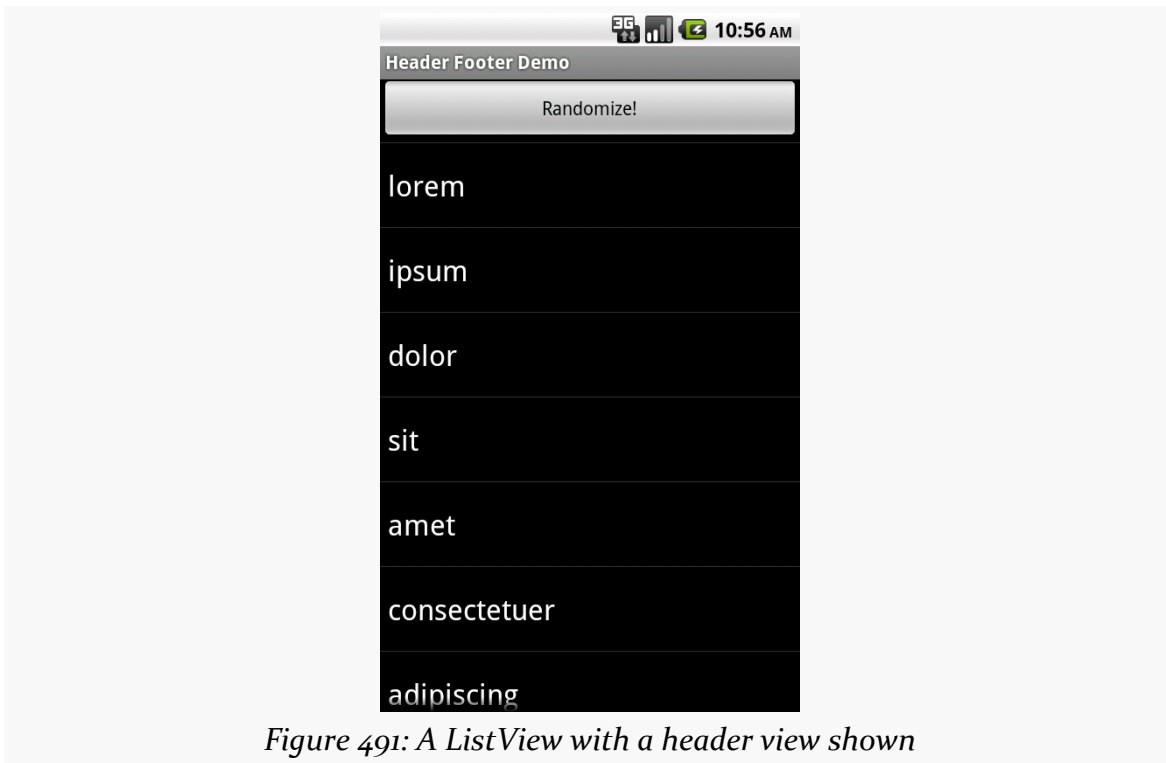 3G 10:56 AM
Header Footer Demo
Randomize!
lorem
ipsum
dolor
sit
amet
consectetuer
adipiscing
Figure 491: A ListView with a header view shown